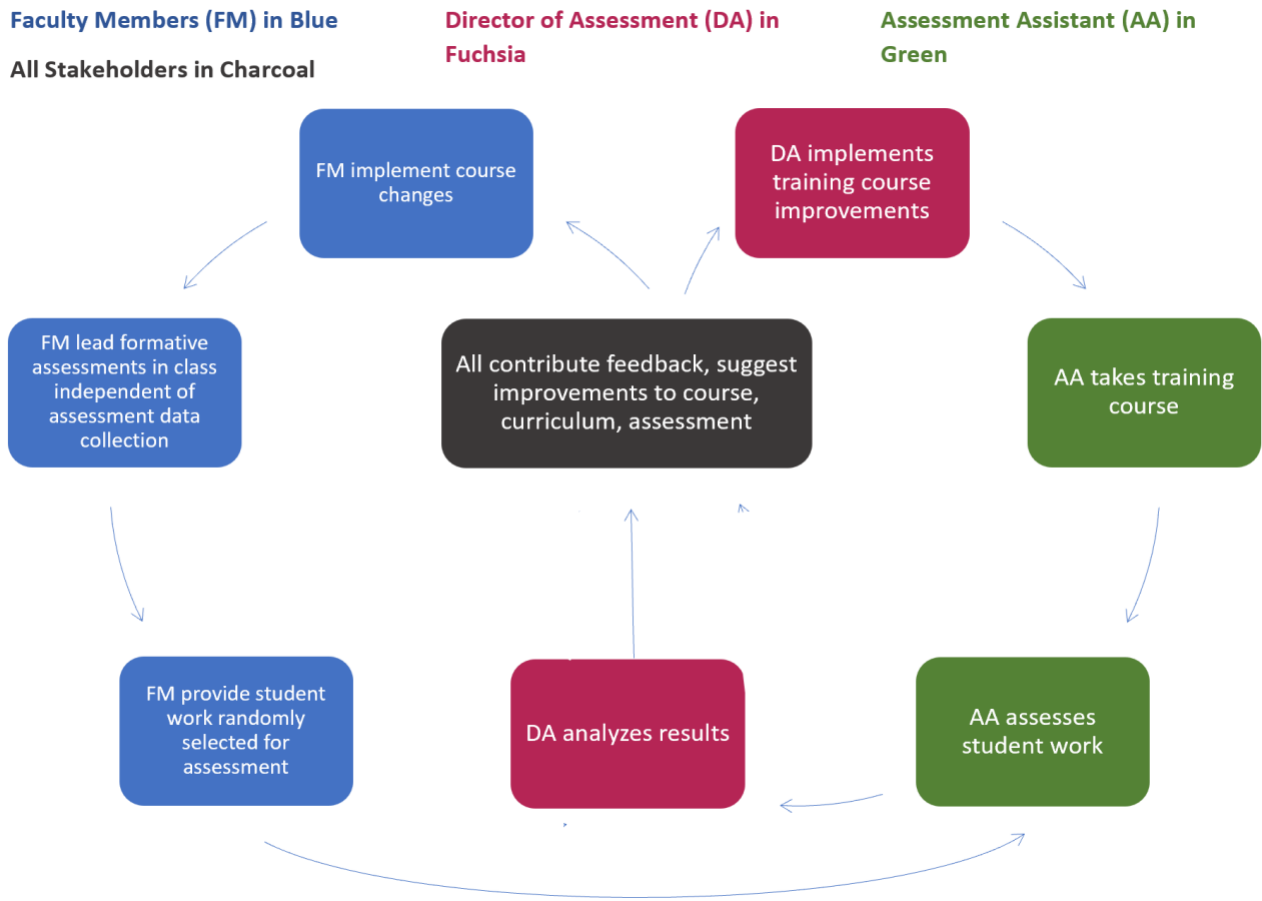 Faculty Members (FM) in Blue
All Stakeholders in Charcoal
Director of Assessment (DA) in
Fuchsia
Assessment Assistant (AA) in
Green
FM implement course
changes
DA implements
training course
improvements
FM lead formative
assessments in class
independent of
assessment data
collection
All contribute feedback, suggest
improvements to course,
curriculum, assessment
AA takes training
course
FM provide student
work randomly
selected for
assessment
DA analyzes results
AA assesses
student work